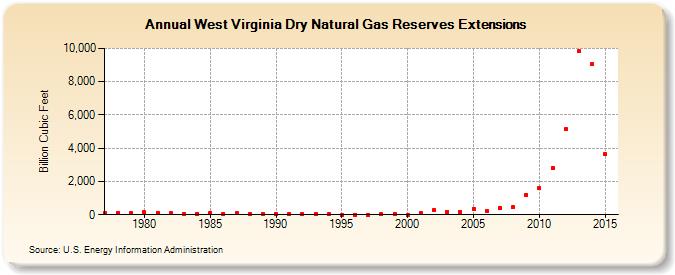 Annual West Virginia Dry Natural Gas Reserves Extensions
Billion Cubic Feet
10,000
8,000
6,000
4,000
2,000
0
1980 1985 1990 1995 2000 2005 2010 2015
Source: U.S. Energy Information Administration